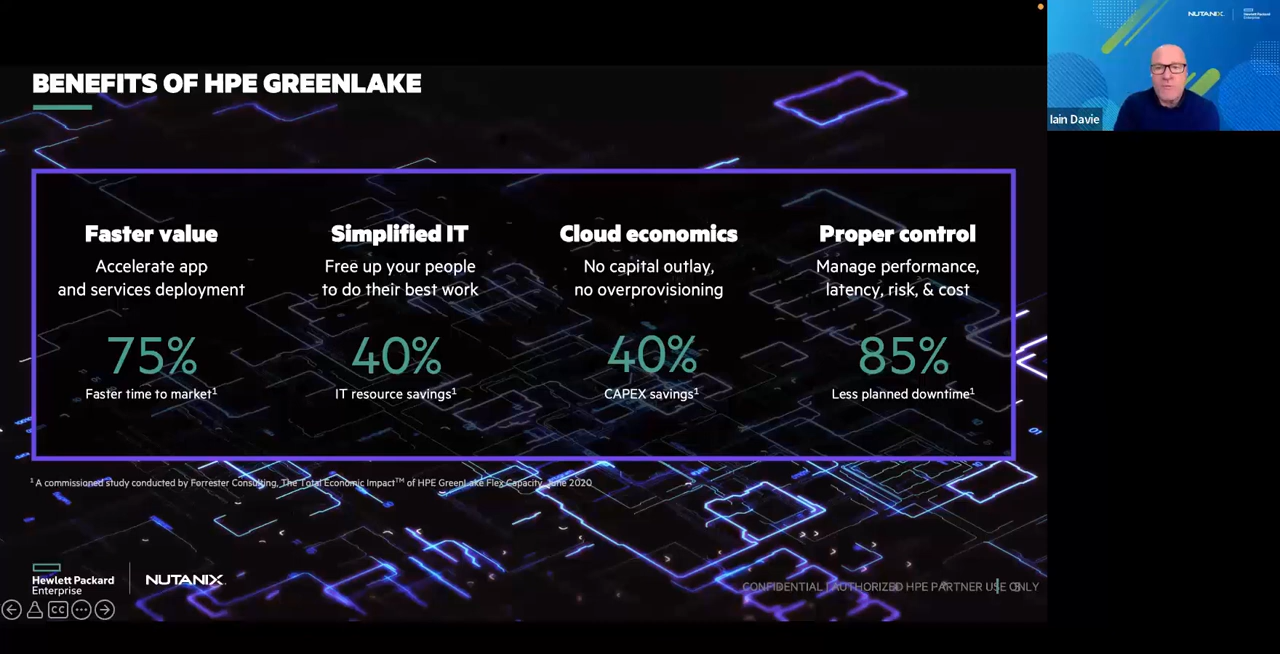 BENEFITS OF HPE GREENLAKE
Faster value
Accelerate app
and services deployment
75%
Faster time to market¹
Simplified IT
Free up your people
to do their best work
40%
IT resource savings¹
Cloud economics
No capital outlay,
no overprovisioning
40%
CAPEX savings¹
Proper control
Manage performance,
latency, risk, & cost
85%
Less planned downtime¹
¹ A commissioned study conducted by Forrester Consulting, The Total Economic Impact™ of HPE GreenLake Flex Capacity, June 2020
Hewlett Packard
Enterprise
NUTANIX
CONFIDENTIAL | AUTHORIZED HPE PARTNER USE ONLY
CC
NUTANIX
Hewlett Packard
Enterprise
Iain Davie